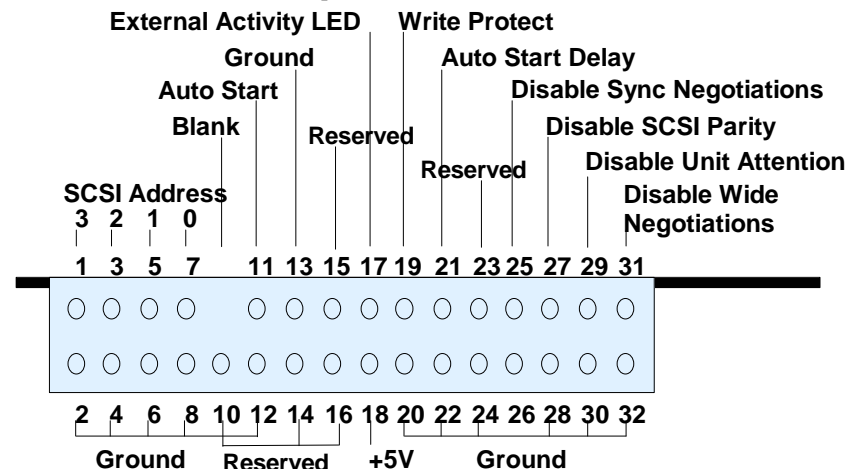 External Activity LED Write Protect
Ground Auto Start Delay
Auto Start Disable Sync Negotiations
Blank Reserved Disable SCSI Parity
Reserved Disable Unit Attention
SCSI Address Disable Wide
3 2 1 0 Negotiations
1 3 5 7 11 13 15 17 19 21 23 25 27 29 31
2 4 6 8 10 12 14 16 18 20 22 24 26 28 30 32
Ground Reserved +5V Ground